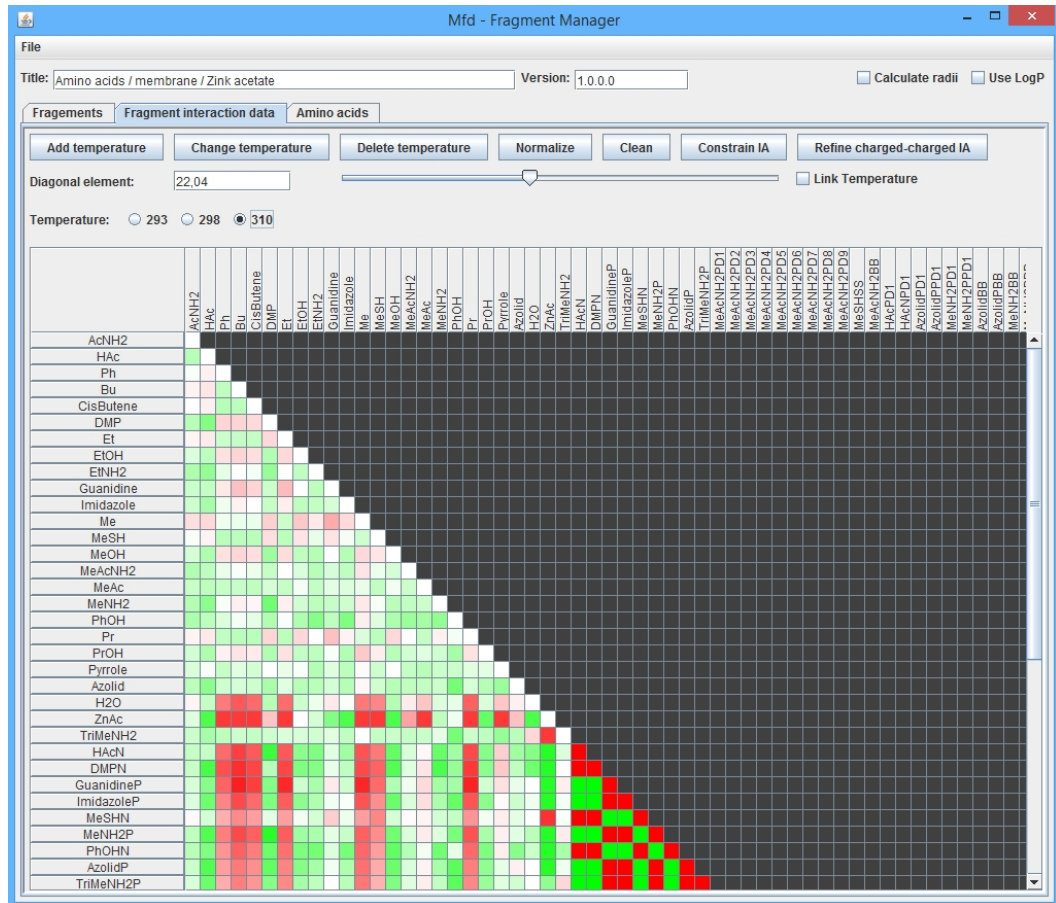 Mfd - Fragment Manager
File
Title: Amino acids / membrane / Zink acetate Version: 1.0.0.0 Calculate radii Use LogP
Fragements Fragment interaction data Amino acids
Add temperature Change temperature Delete temperature Normalize Clean Constrain IA Refine charged-charged IA
Diagonal element: 22,04 Link Temperature
Temperature: 293 298 310
AcNH2 HAc Ph Bu CisButene DMP Et EtOH EtNH2 Guanidine Imidazole Me MeSH MeOH MeAcNH2 MeAc MeNH2 PhOH Pr PrOH Pyrrole Azolid H2O ZnAc TriMeNH2 HAcN DMPN GuanidineP ImidazoleP MeSHN MeNH2P PhOHN AzolidP TriMeNH2P MeAcNH2PD1 MeAcNH2PD2 MeAcNH2PD3 MeAcNH2PD4 MeAcNH2PD5 MeAcNH2PD6 MeAcNH2PD7 MeAcNH2PD8 MeAcNH2PD9 MeSHSS MeAcNH2BB HAcPD1 HAcNPD1 AzolidPD1 AzolidPPD1 MeNH2PD1 MeNH2PPD1 AzolidBB AzolidPBB MeNH2BB
AcNH2
HAc
Ph
Bu
CisButene
DMP
Et
EtOH
EtNH2
Guanidine
Imidazole
Me
MeSH
MeOH
MeAcNH2
MeAc
MeNH2
PhOH
Pr
PrOH
Pyrrole
Azolid
H2O
ZnAc
TriMeNH2
HAcN
DMPN
GuanidineP
ImidazoleP
MeSHN
MeNH2P
PhOHN
AzolidP
TriMeNH2P